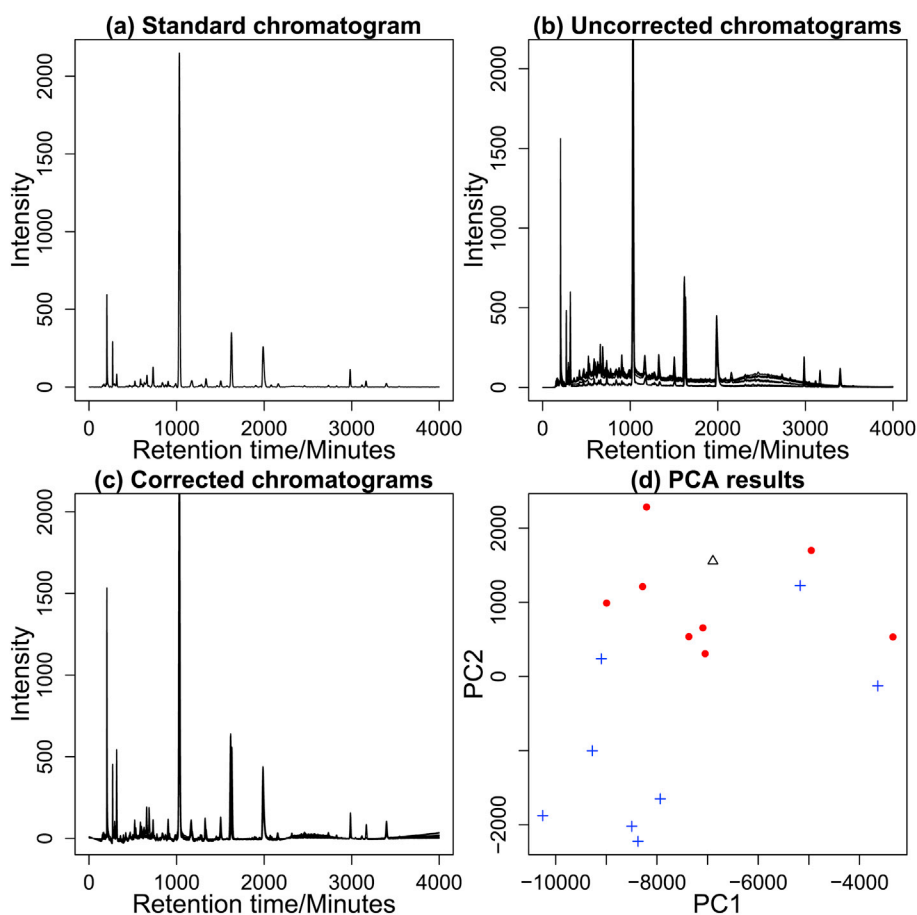 (a) Standard chromatogram
Intensity
0 500 1000 1500 2000
0 1000 2000 3000 4000
Retention time/Minutes
(b) Uncorrected chromatograms
Intensity
0 500 1000 1500 2000
0 1000 2000 3000 4000
Retention time/Minutes
(c) Corrected chromatograms
Intensity
0 500 1000 1500 2000
0 1000 2000 3000 4000
Retention time/Minutes
(d) PCA results
PC2
−2000 0 1000 2000
−10000 −8000 −6000 −4000
PC1